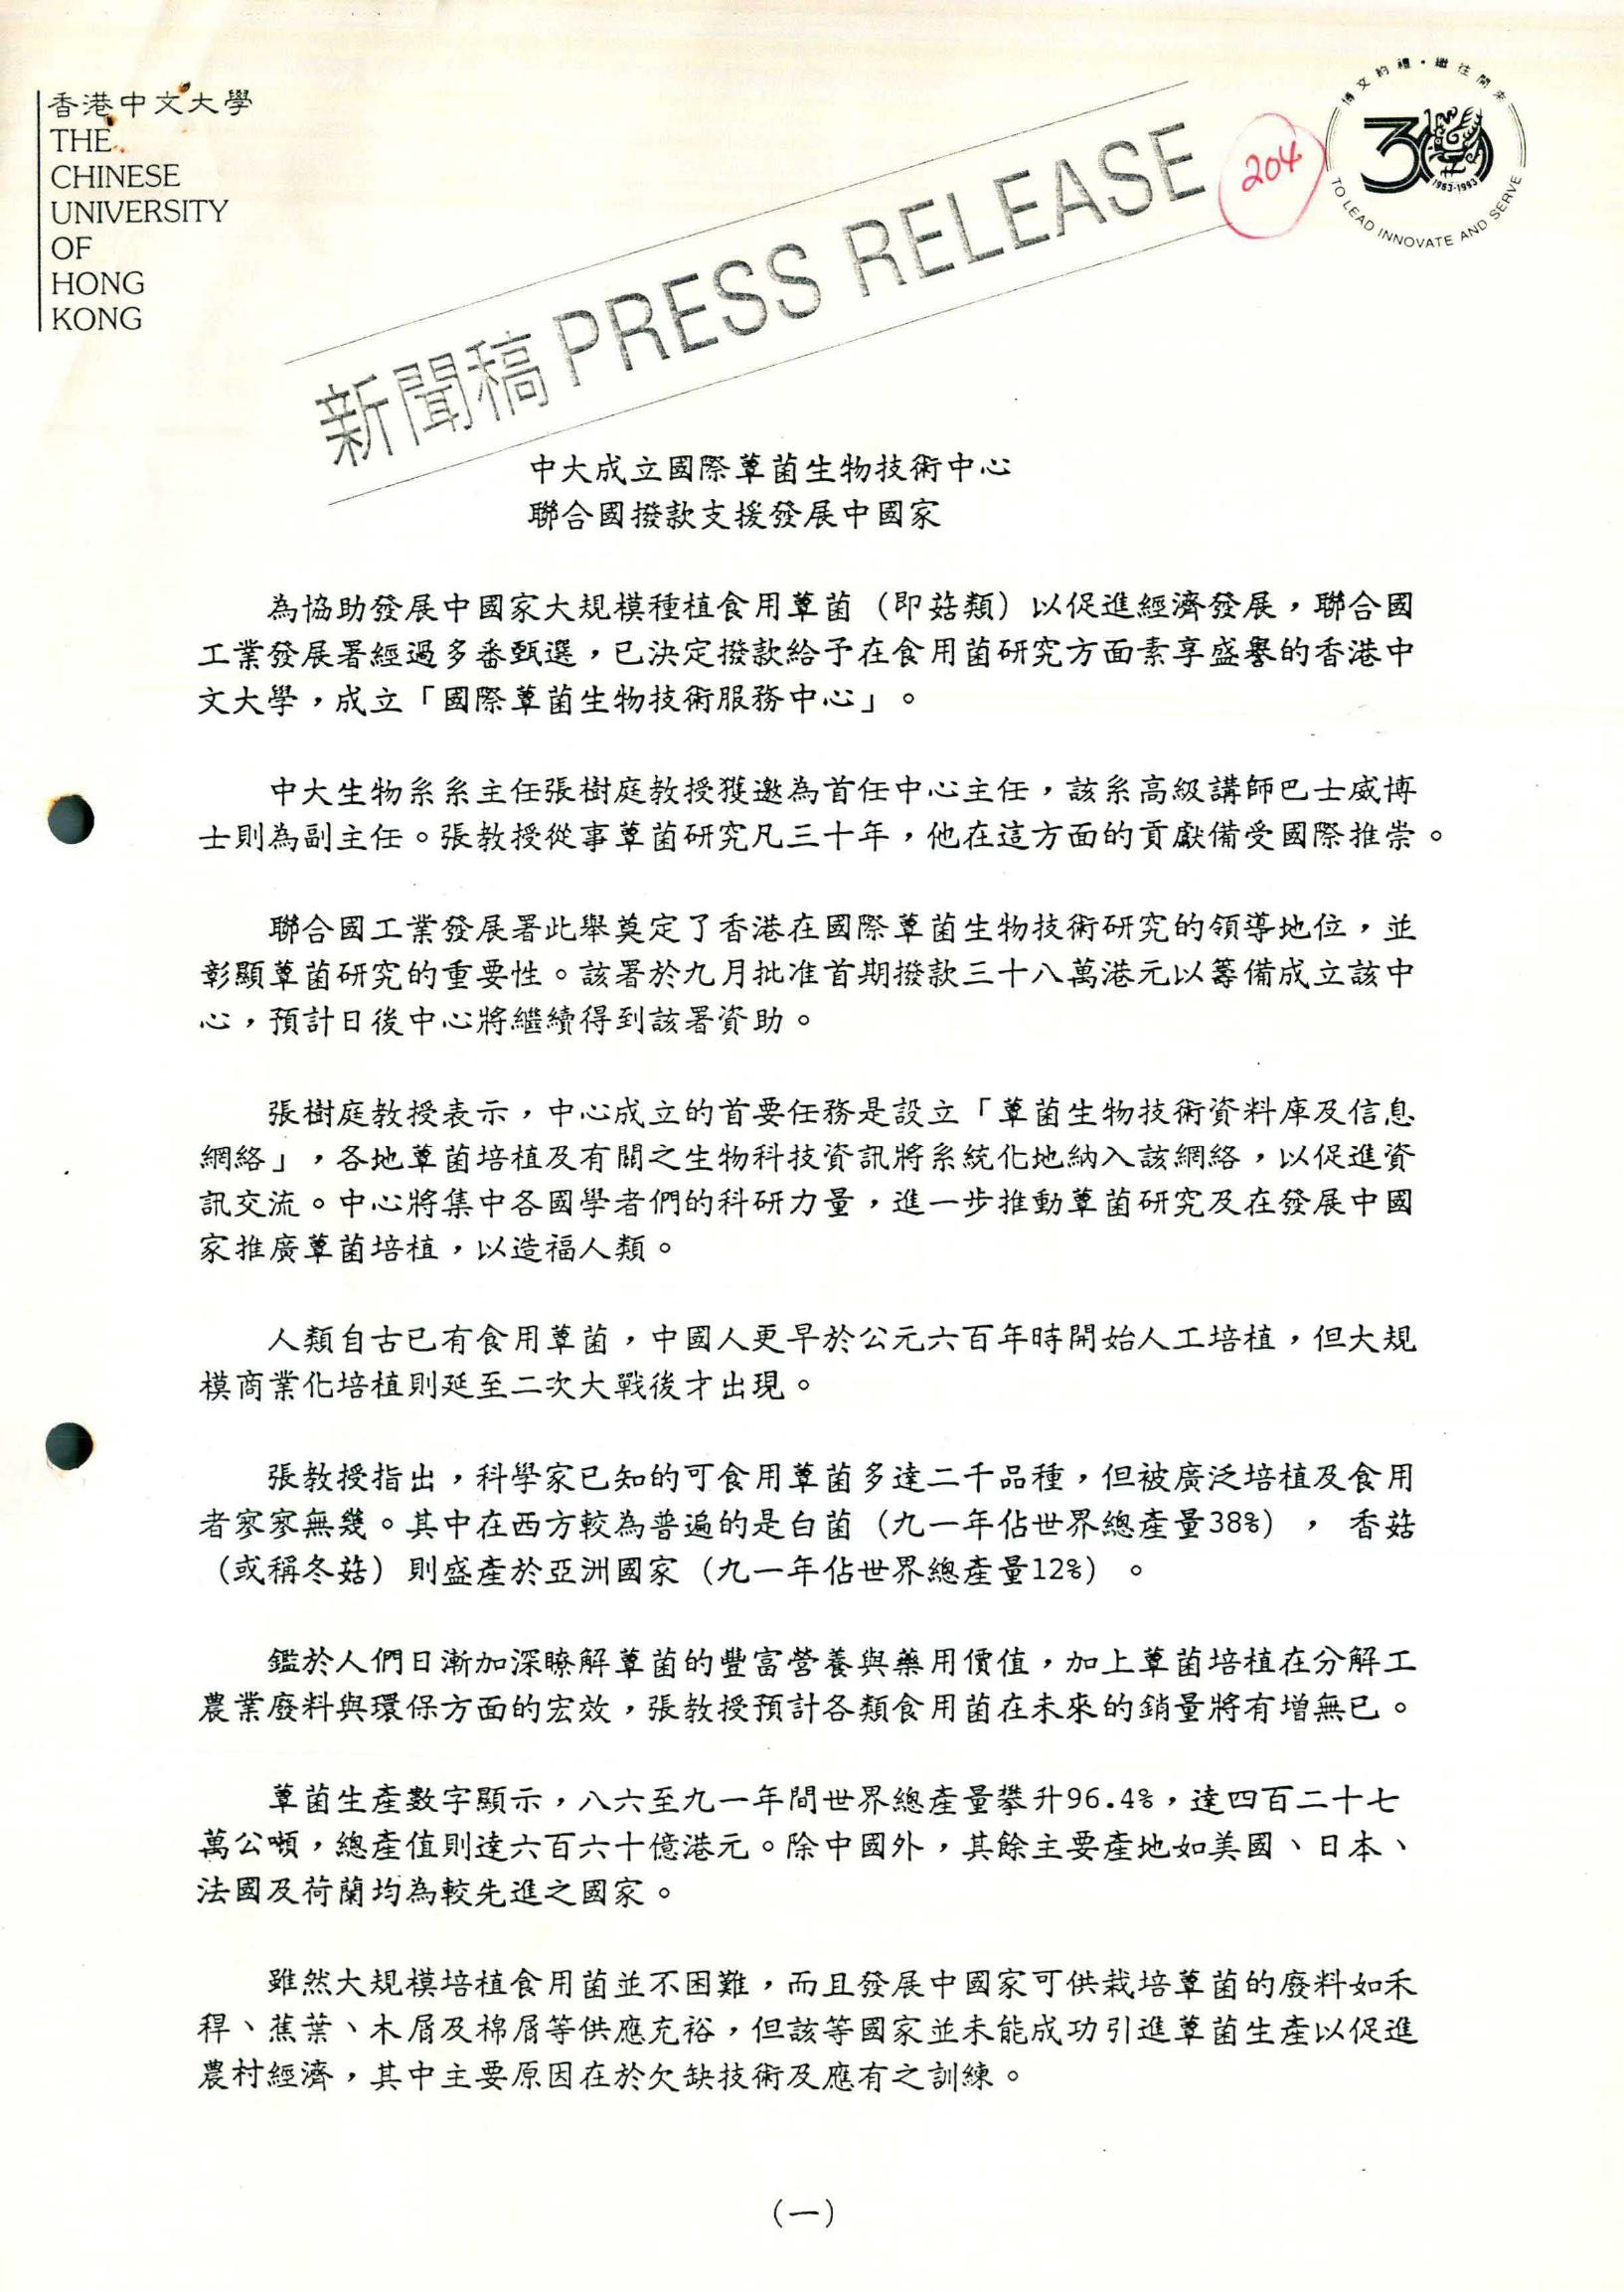 香港中文大學
THE
CHINESE
UNIVERSITY
OF
HONG
KONG
新聞稿 PRESS RELEASE
204
博文約禮・繼往開來
30
1963-1993
TO LEAD INNOVATE AND SERVE
中大成立國際蕈菌生物技術中心
聯合國撥款支援發展中國家
為協助發展中國家大規模種植食用蕈菌（即菇類）以促進經濟發展，聯合國
工業發展署經過多番甄選，已決定撥款給予在食用菌研究方面素享盛譽的香港中
文大學，成立「國際蕈菌生物技術服務中心」。
中大生物系系主任張樹庭教授獲邀為首任中心主任，該系高級講師巴士威博
士則為副主任。張教授從事蕈菌研究凡三十年，他在這方面的貢獻備受國際推崇。
聯合國工業發展署此舉奠定了香港在國際蕈菌生物技術研究的領導地位，並
彰顯蕈菌研究的重要性。該署於九月批准首期撥款三十八萬港元以籌備成立該中
心，預計日後中心將繼續得到該署資助。
張樹庭教授表示，中心成立的首要任務是設立「蕈菌生物技術資料庫及信息
網絡」，各地蕈菌培植及有關之生物科技資訊將系統化地納入該網絡，以促進資
訊交流。中心將集中各國學者們的科研力量，進一步推動蕈菌研究及在發展中國
家推廣蕈菌培植，以造福人類。
人類自古已有食用蕈菌，中國人更早於公元六百年時開始人工培植，但大規
模商業化培植則延至二次大戰後才出現。
張教授指出，科學家已知的可食用蕈菌多達二千品種，但被廣泛培植及食用
者寥寥無幾。其中在西方較為普遍的是白菌（九一年佔世界總產量38%），香菇
（或稱冬菇）則盛產於亞洲國家（九一年佔世界總產量12%）。
鑑於人們日漸加深瞭解蕈菌的豐富營養與藥用價值，加上蕈菌培植在分解工
農業廢料與環保方面的宏效，張教授預計各類食用菌在未來的銷量將有增無已。
蕈菌生產數字顯示，八六至九一年間世界總產量攀升96.4%，達四百二十七
萬公噸，總產值則達六百六十億港元。除中國外，其餘主要產地如美國、日本、
法國及荷蘭均為較先進之國家。
雖然大規模培植食用菌並不困難，而且發展中國家可供栽培蕈菌的廢料如禾
稈、蕉葉、木屑及棉屑等供應充裕，但該等國家並未能成功引進蕈菌生產以促進
農村經濟，其中主要原因在於欠缺技術及應有之訓練。
（一）